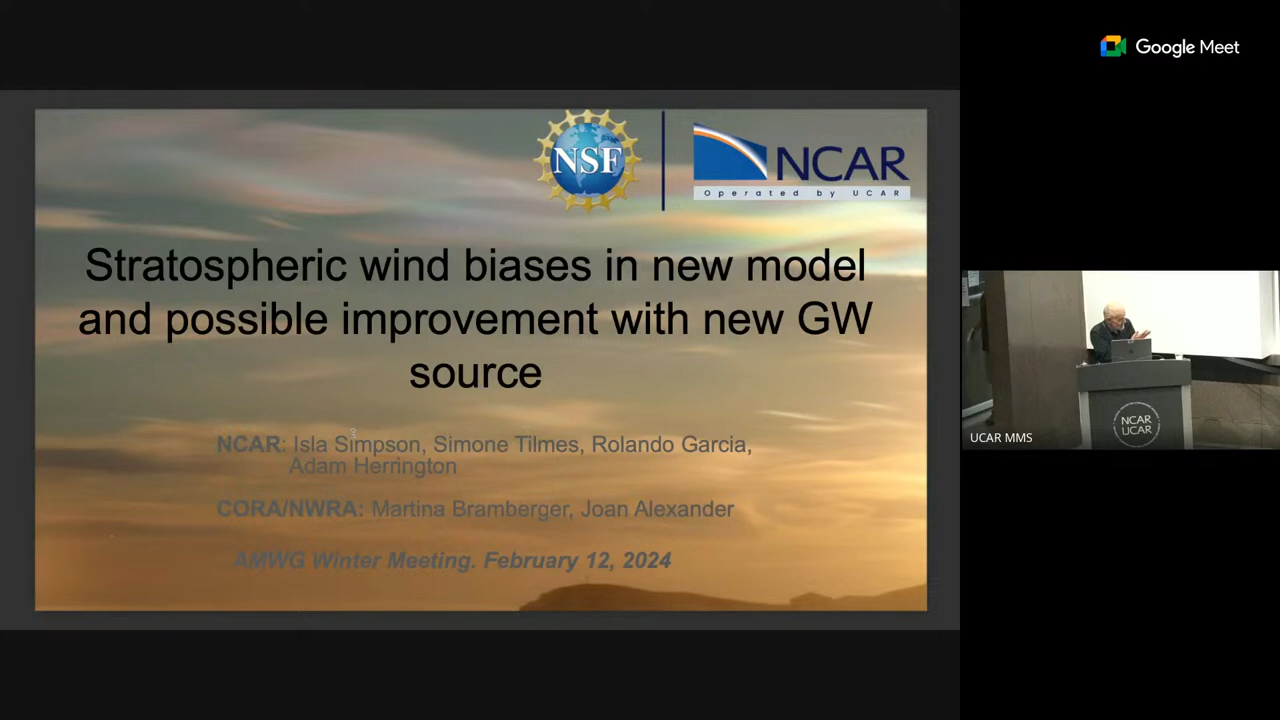 Google Meet
NSF
NCAR
Operated by UCAR
Stratospheric wind biases in new model
and possible improvement with new GW
source
NCAR: Isla Simpson, Simone Tilmes, Rolando Garcia,
Adam Herrington
CORA/NWRA: Martina Bramberger, Joan Alexander
AMWG Winter Meeting. February 12, 2024
NCAR
UCAR
UCAR MMS